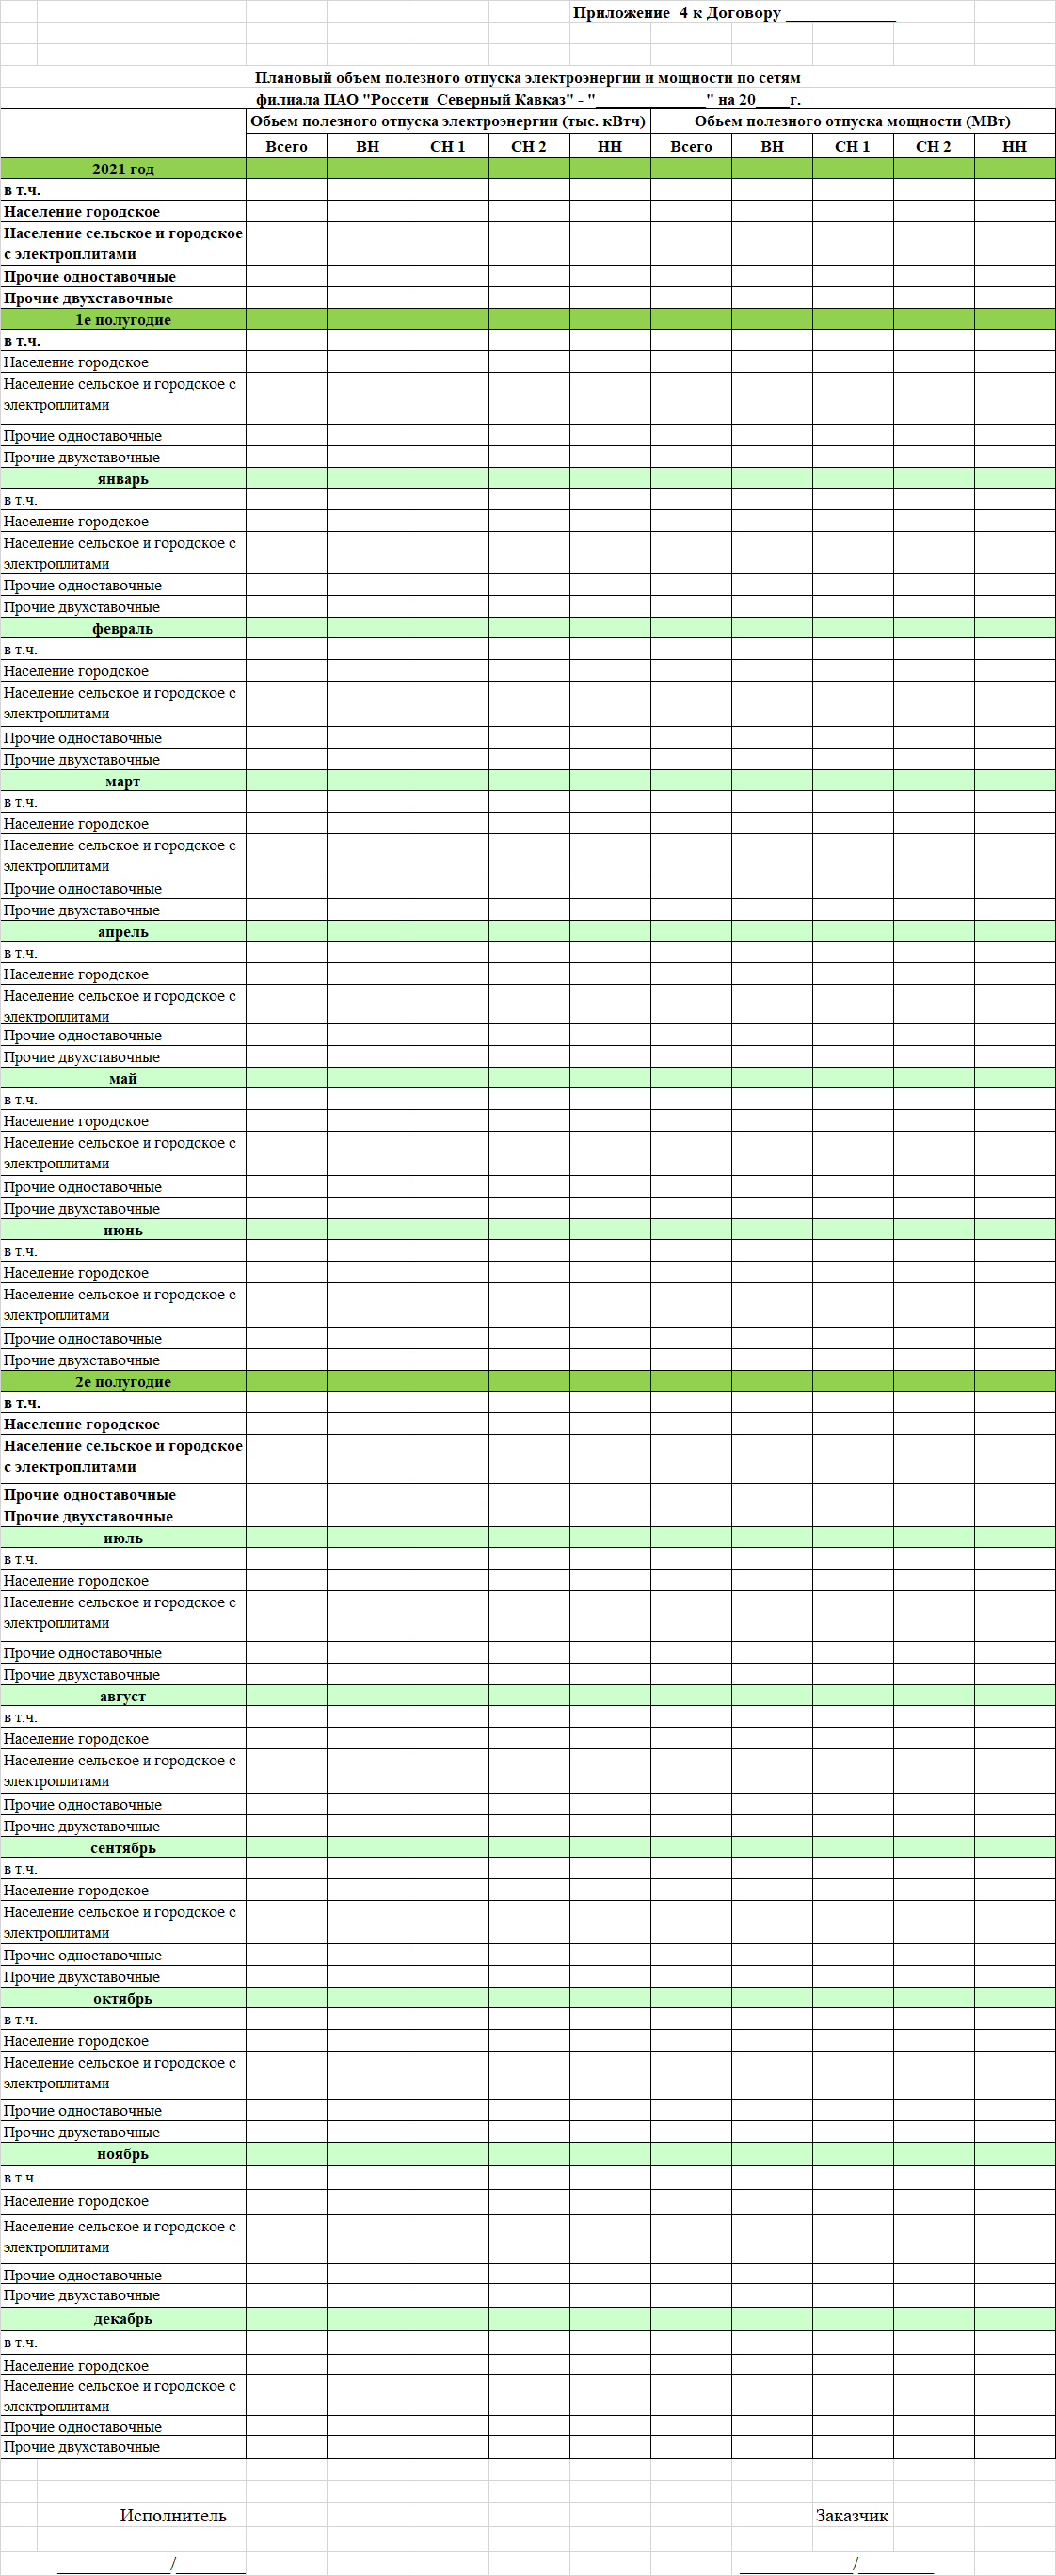 Приложение  4 к Договору _____________
Плановый объем полезного отпуска электроэнергии и мощности по сетям
филиала ПАО "Россети  Северный Кавказ" - "_____________" на 20____г.
Обьем полезного отпуска электроэнергии (тыс. кВтч) Обьем полезного отпуска мощности (МВт)
Всего ВН СН 1 СН 2 НН Всего ВН СН 1 СН 2 НН
2021 год
в т.ч.
Население городское
Население сельское и городское
с электроплитами
Прочие одноставочные
Прочие двухставочные
1е полугодие
в т.ч.
Население городское
Население сельское и городское с
электроплитами
Прочие одноставочные
Прочие двухставочные
январь
в т.ч.
Население городское
Население сельское и городское с
электроплитами
Прочие одноставочные
Прочие двухставочные
февраль
в т.ч.
Население городское
Население сельское и городское с
электроплитами
Прочие одноставочные
Прочие двухставочные
март
в т.ч.
Население городское
Население сельское и городское с
электроплитами
Прочие одноставочные
Прочие двухставочные
апрель
в т.ч.
Население городское
Население сельское и городское с
электроплитами
Прочие одноставочные
Прочие двухставочные
май
в т.ч.
Население городское
Население сельское и городское с
электроплитами
Прочие одноставочные
Прочие двухставочные
июнь
в т.ч.
Население городское
Население сельское и городское с
электроплитами
Прочие одноставочные
Прочие двухставочные
2е полугодие
в т.ч.
Население городское
Население сельское и городское
с электроплитами
Прочие одноставочные
Прочие двухставочные
июль
в т.ч.
Население городское
Население сельское и городское с
электроплитами
Прочие одноставочные
Прочие двухставочные
август
в т.ч.
Население городское
Население сельское и городское с
электроплитами
Прочие одноставочные
Прочие двухставочные
сентябрь
в т.ч.
Население городское
Население сельское и городское с
электроплитами
Прочие одноставочные
Прочие двухставочные
октябрь
в т.ч.
Население городское
Население сельское и городское с
электроплитами
Прочие одноставочные
Прочие двухставочные
ноябрь
в т.ч.
Население городское
Население сельское и городское с
электроплитами
Прочие одноставочные
Прочие двухставочные
декабрь
в т.ч.
Население городское
Население сельское и городское с
электроплитами
Прочие одноставочные
Прочие двухставочные
Исполнитель Заказчик
____________/________ ____________/________